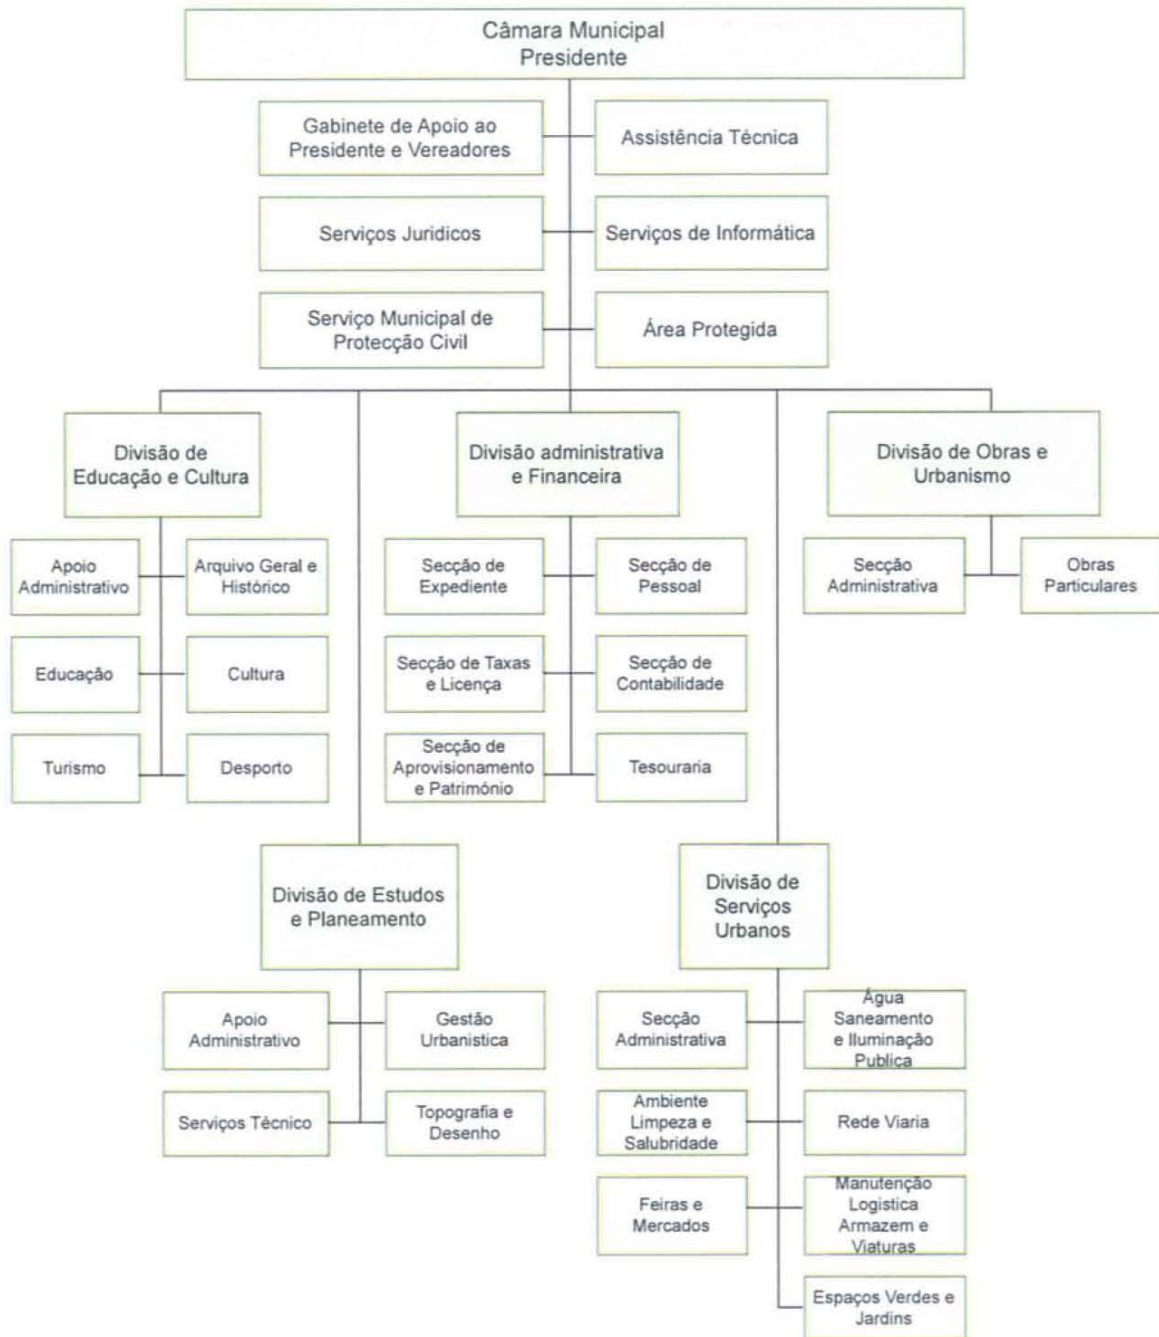 Câmara Municipal
Presidente
Gabinete de Apoio ao
Presidente e Vereadores
Assistência Técnica
Serviços Juridicos
Serviços de Informática
Serviço Municipal de
Protecção Civil
Área Protegida
Divisão de
Educação e Cultura
Divisão administrativa
e Financeira
Divisão de Obras e
Urbanismo
Apoio
Administrativo
Arquivo Geral e
Histórico
Secção de
Expediente
Secção de
Pessoal
Secção
Administrativa
Obras
Particulares
Educação
Cultura
Secção de Taxas
e Licença
Secção de
Contabilidade
Turismo
Desporto
Secção de
Aprovisionamento
e Património
Tesouraria
Divisão de Estudos
e Planeamento
Divisão de
Serviços
Urbanos
Apoio
Administrativo
Gestão
Urbanistica
Secção
Administrativa
Água
Saneamento
e Iluminação
Publica
Serviços Técnico
Topografia e
Desenho
Ambiente
Limpeza e
Salubridade
Rede Viaria
Feiras e
Mercados
Manutenção
Logistica
Armazem e
Viaturas
Espaços Verdes e
Jardins